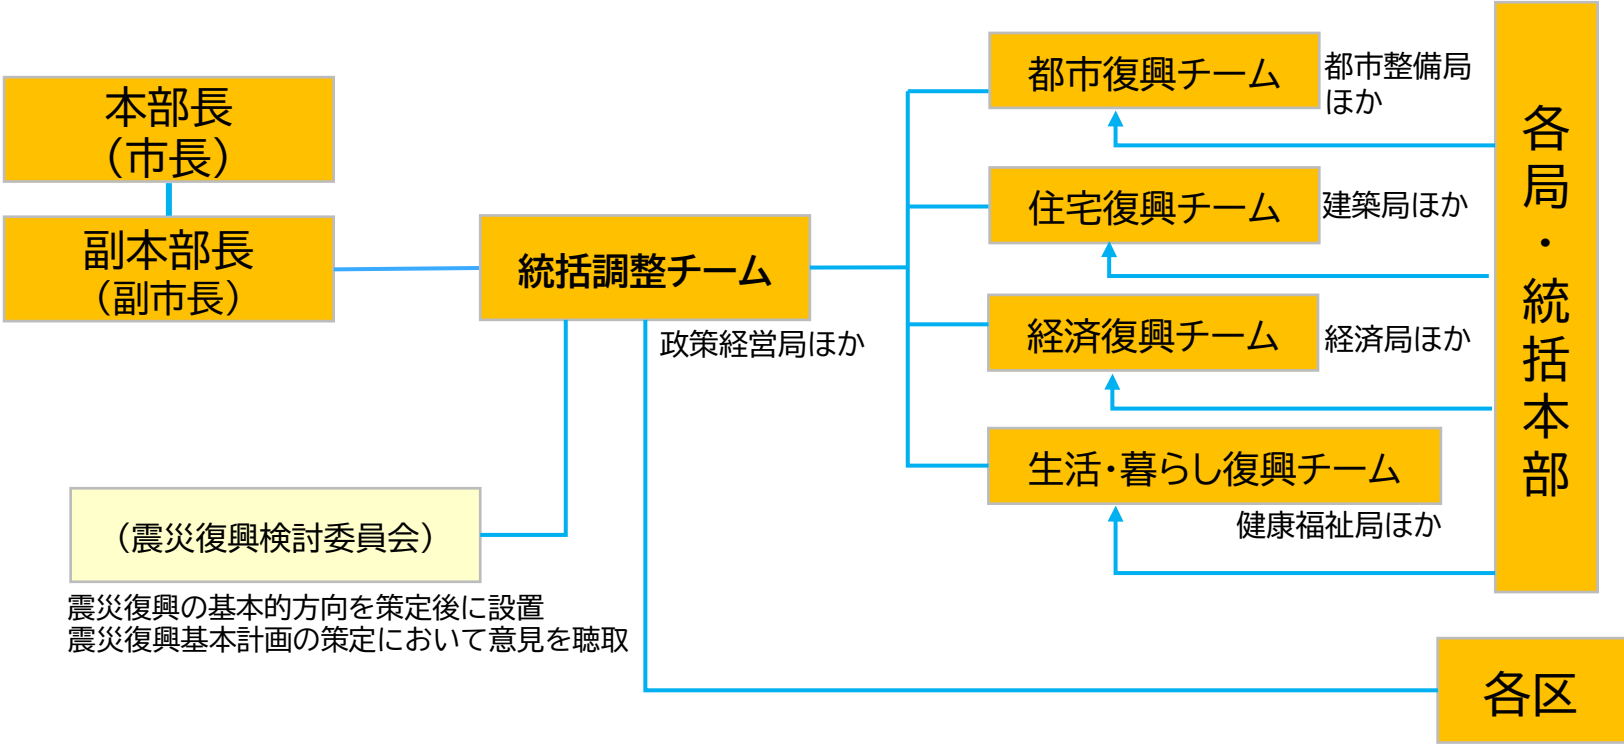 本部長
（市長）
副本部長
（副市長）
統括調整チーム
政策経営局ほか
（震災復興検討委員会）
震災復興の基本的方向を策定後に設置
震災復興基本計画の策定において意見を聴取
都市復興チーム
都市整備局
ほか
住宅復興チーム
建築局ほか
経済復興チーム
経済局ほか
生活・暮らし復興チーム
健康福祉局ほか
各局・統括本部
各区